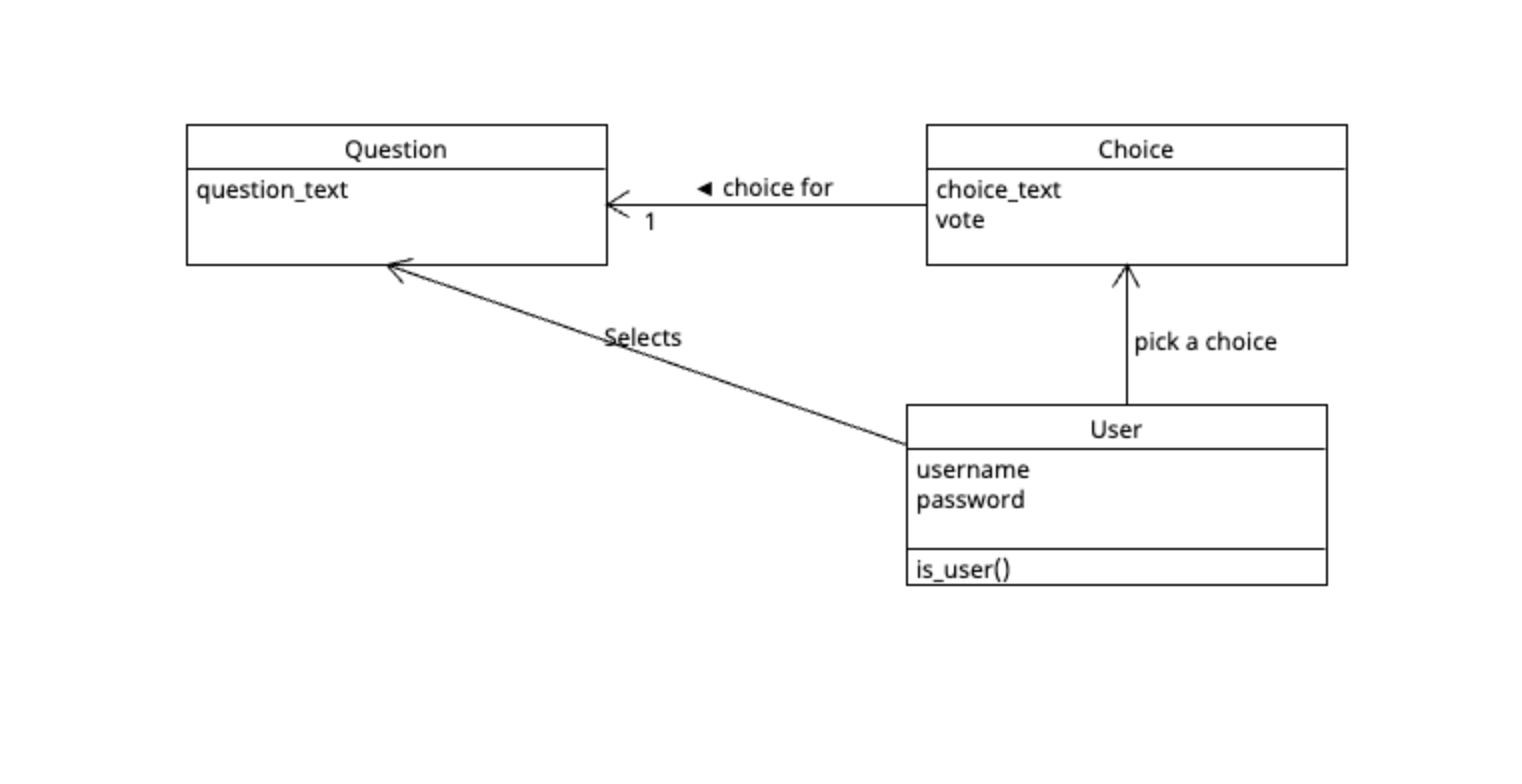 Question
question_text
◄ choice for
1
Choice
choice_text
vote
Selects
pick a choice
User
username
password
is_user()